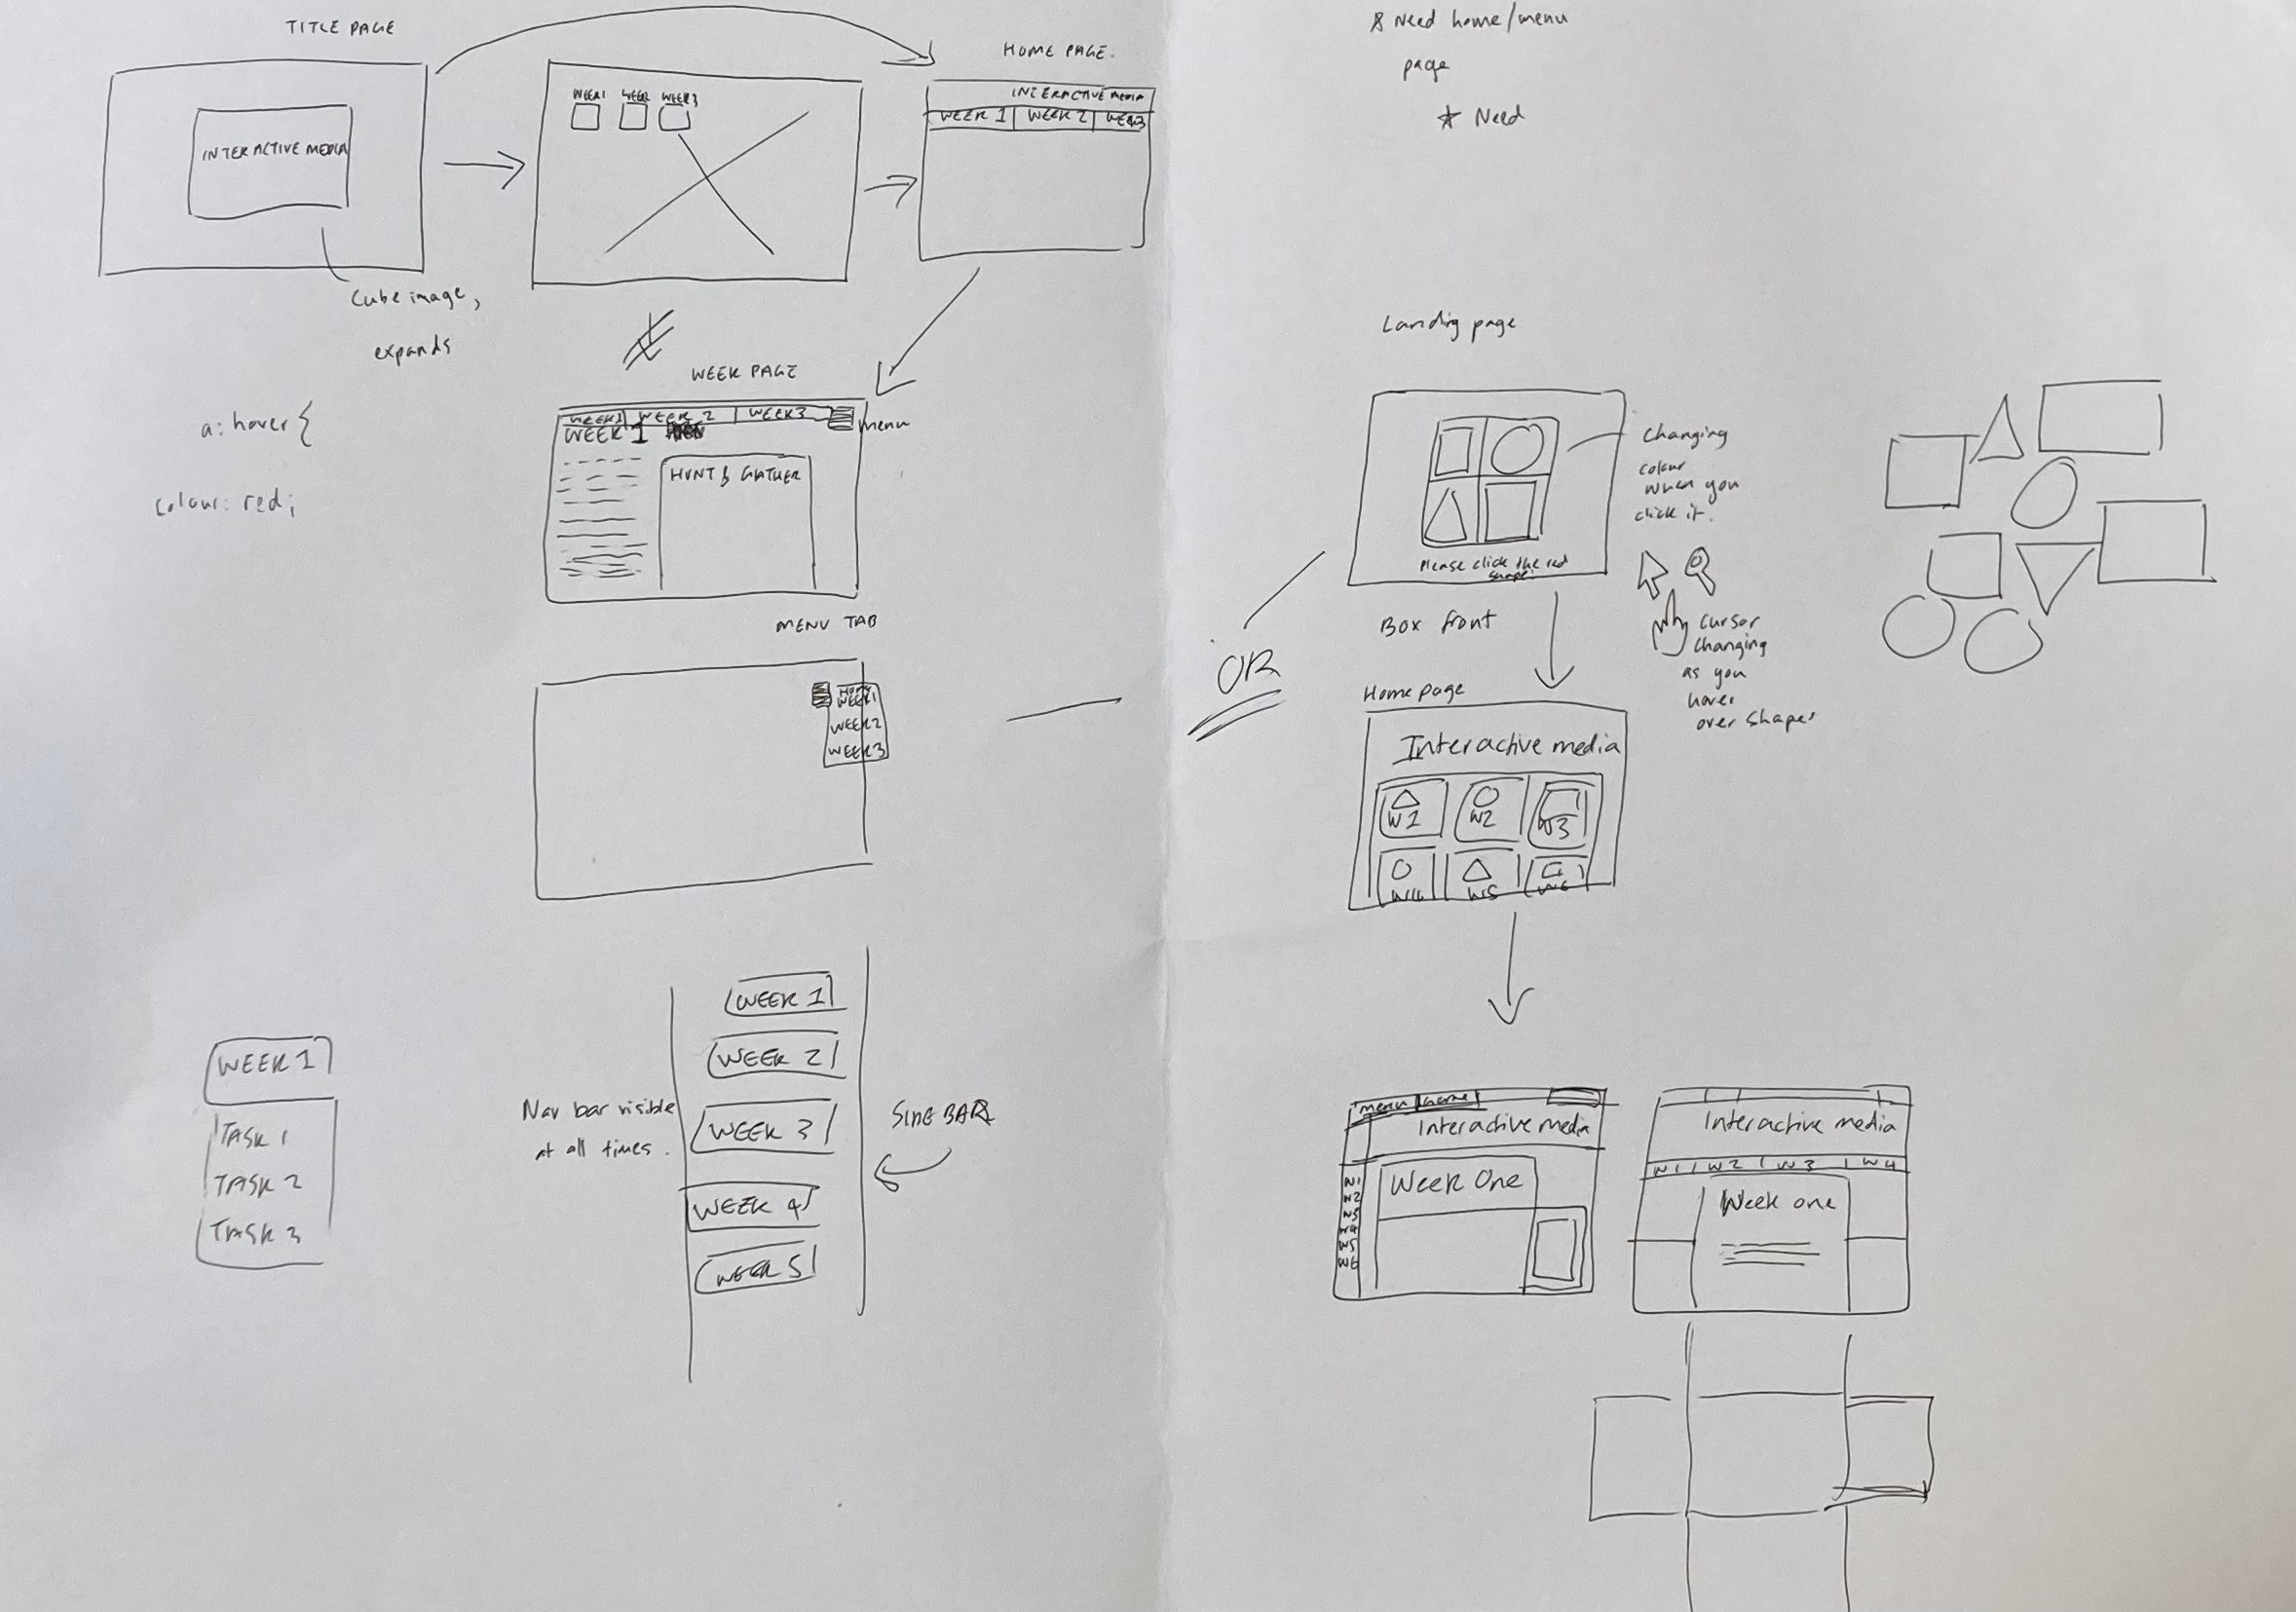 TITLE PAGE
INTERACTIVE MEDIA
Cube image,
expands
WEEK1 WEEK2 WEEK3
HOME PAGE.
INTERACTIVE MEDIA
WEEK 1 WEEK 2 WEEK3
a: hover {
colour: red;
WEEK PAGE
WEEK1 WEEK 2 WEEK3
menu
WEEK 1
HUNT & GATHER
MENU TAB
HOME
WEEK1
WEEK2
WEEK3
WEEK 1
TASK 1
TASK 2
TASK 3
Nav bar visible
at all times.
WEEK 1
WEEK 2
WEEK 3
WEEK 4
WEEK 5
SIDE BAR
OR
Need home/menu
page
* Need
Landing page
Changing
colour
when you
click it.
Please click the red
shape.
Box front
cursor
changing
as you
hover
over shapes
Home page
Interactive media
W1 W2 W3
W4 W5 W6
menu home
Interactive media
Week One
W1
W2
W3
W4
W5
W6
Interactive media
W1 W2 W3 W4
Week one